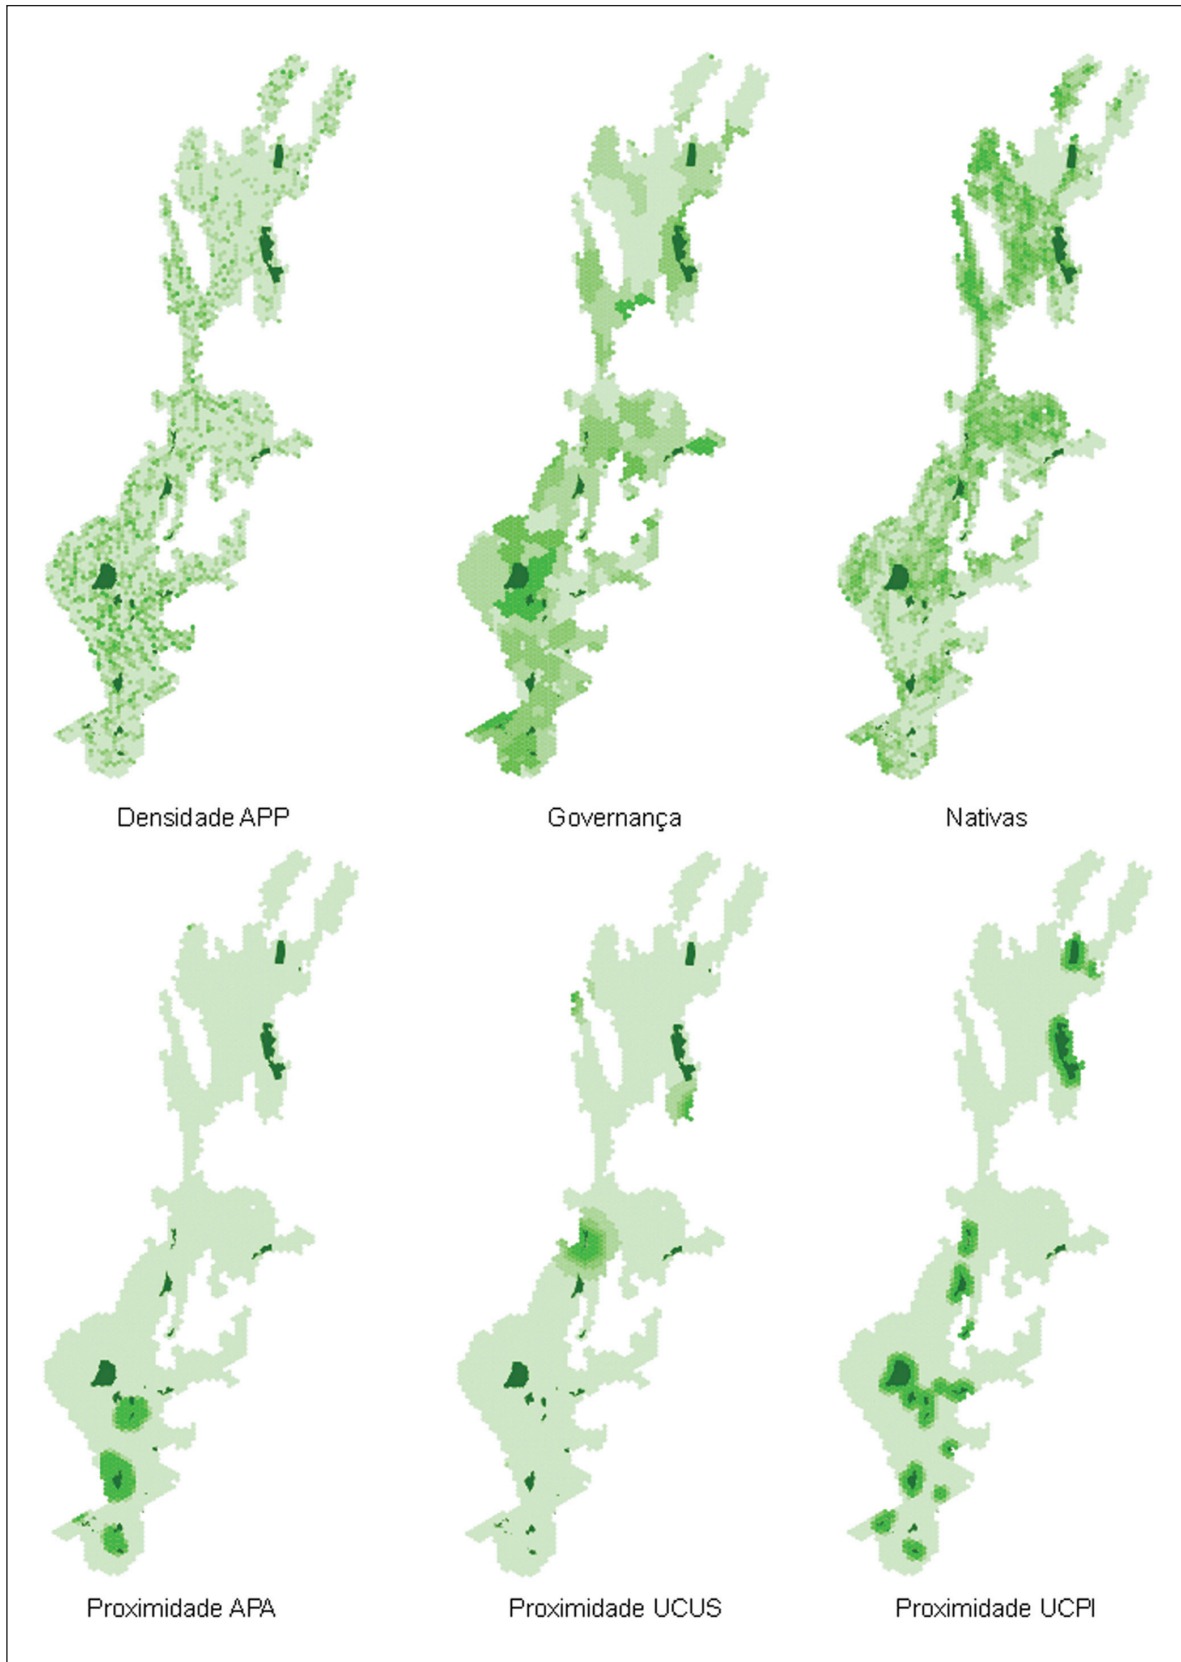 Densidade APP
Governança
Nativas
Proximidade APA
Proximidade UCUS
Proximidade UCPI